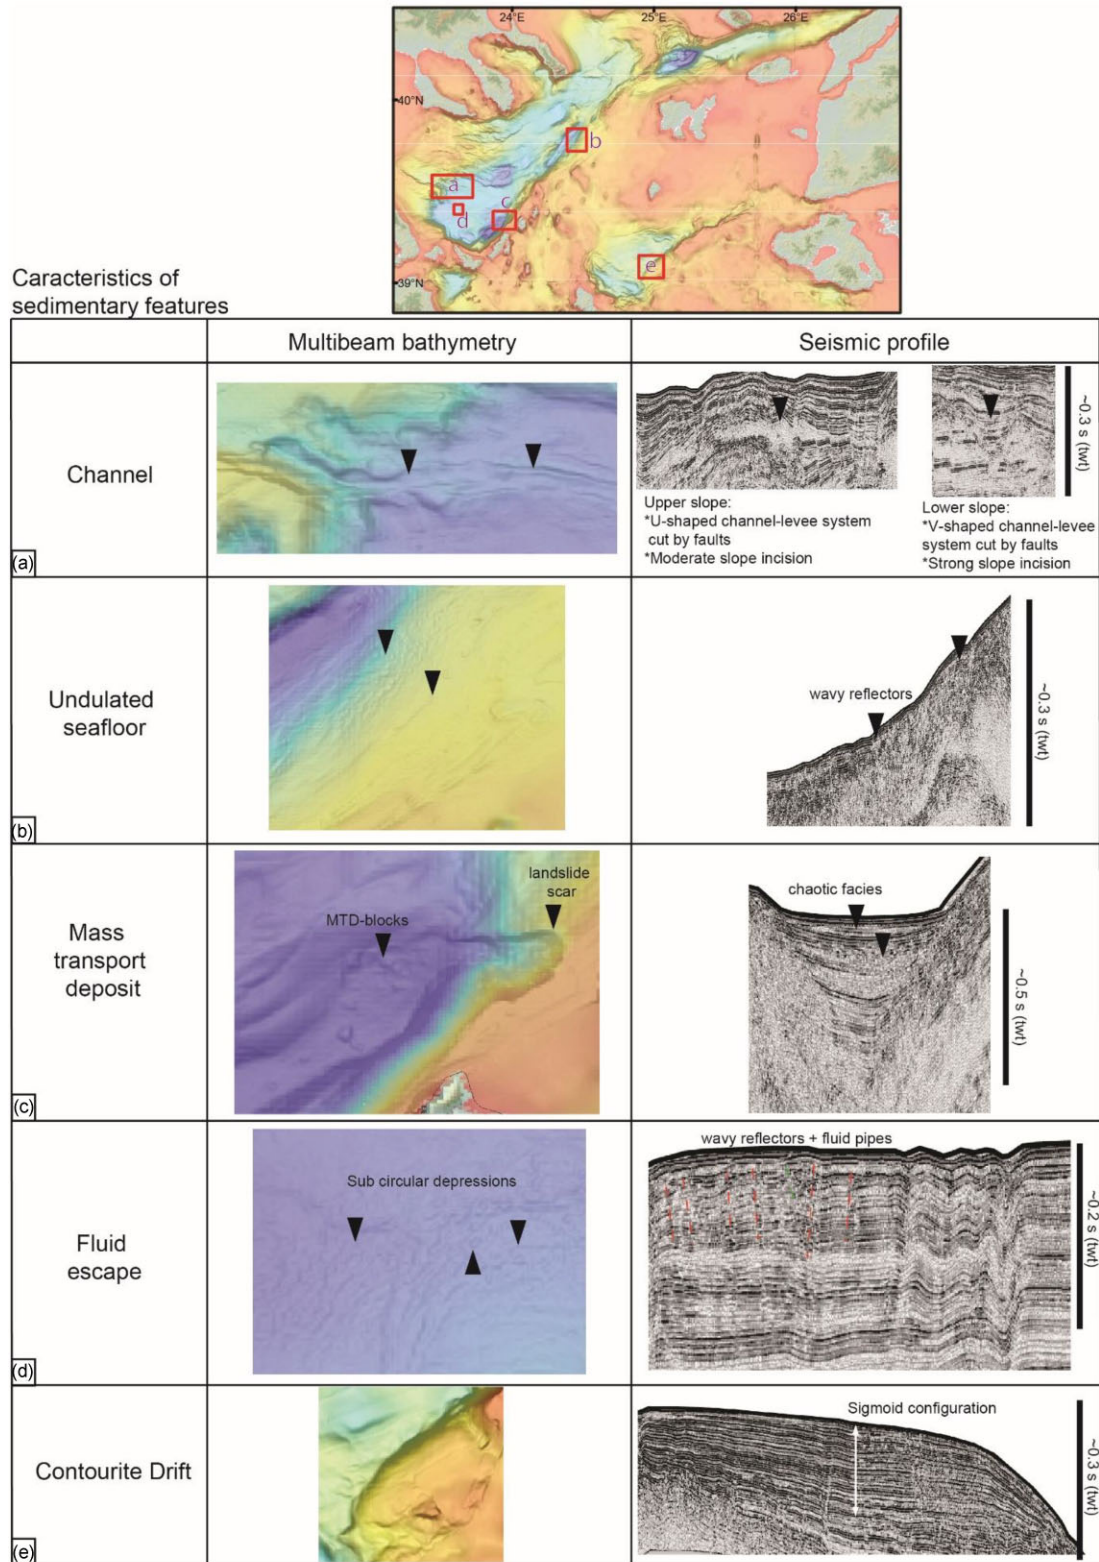 24°E 25°E 26°E
40°N
39°N
a
b
c
d
e
Caracteristics of
sedimentary features
Multibeam bathymetry
Seismic profile
Channel
(a)
~0.3 s (twt)
Upper slope:
*U-shaped channel-levee system
cut by faults
*Moderate slope incision
Lower slope:
*V-shaped channel-levee
system cut by faults
*Strong slope incision
Undulated
seafloor
(b)
wavy reflectors
~0.3 s (twt)
Mass
transport
deposit
(c)
landslide
scar
MTD-blocks
chaotic facies
~0.5 s (twt)
Fluid
escape
(d)
Sub circular depressions
wavy reflectors + fluid pipes
~0.2 s (twt)
Contourite Drift
(e)
Sigmoid configuration
~0.3 s (twt)